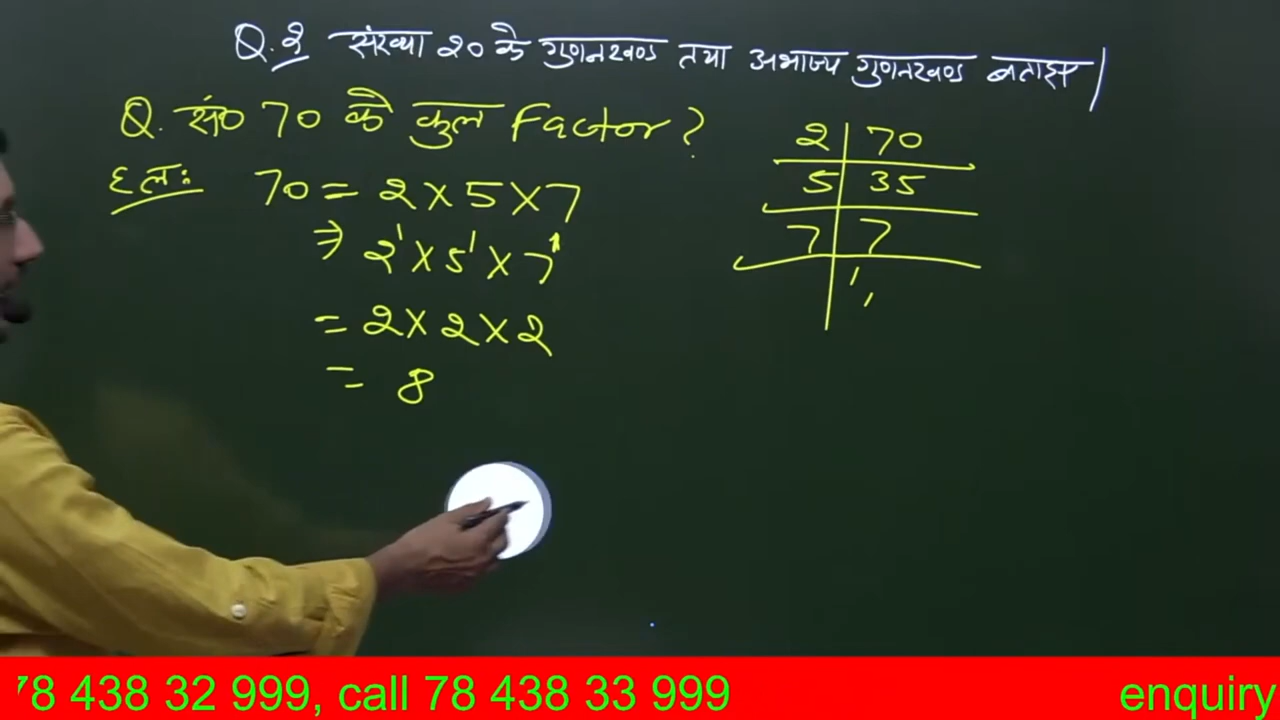 Q.2 संख्या 20 के गुणनखण्ड तथा अभाज्य गुणनखण्ड बताइए।
Q. सं० 70 के कुल Factor?
हलः 70 = 2 × 5 × 7
⇒ 2¹ × 5¹ × 7¹
= 2 × 2 × 2
= 8
2 | 70
5 | 35
7 | 7
1
78 438 32 999, call 78 438 33 999 enquiry